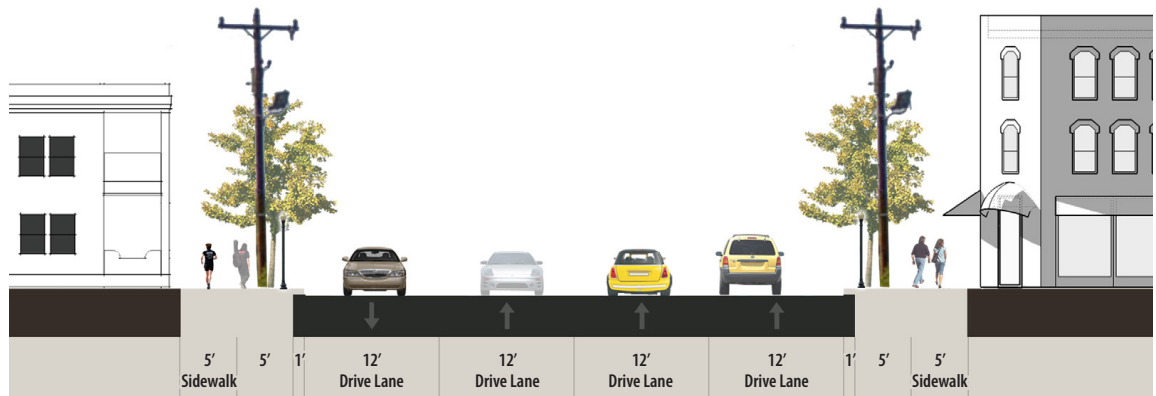 5′ 5′ 1′ 12′ 12′ 12′ 12′ 1′ 5′ 5′
Sidewalk Drive Lane Drive Lane Drive Lane Drive Lane Sidewalk